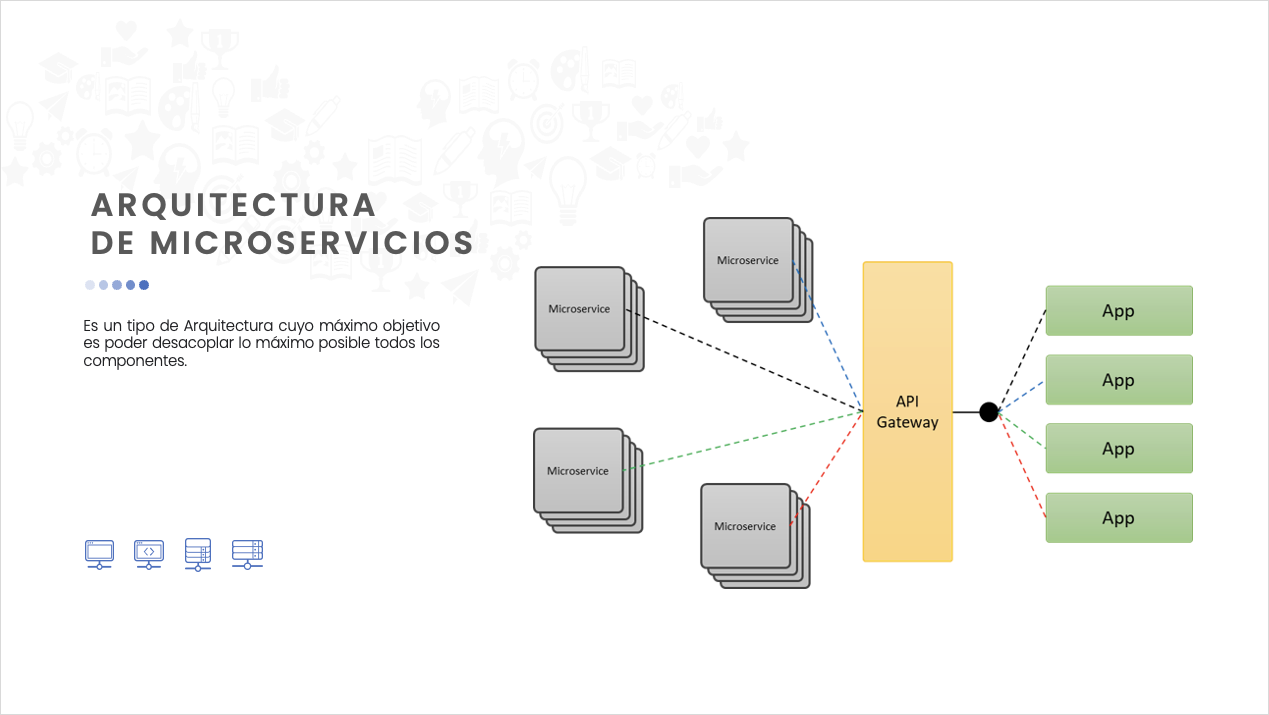 ARQUITECTURA
DE MICROSERVICIOS
Es un tipo de Arquitectura cuyo máximo objetivo
es poder desacoplar lo máximo posible todos los
componentes.
Microservice
Microservice
Microservice
Microservice
API
Gateway
App
App
App
App